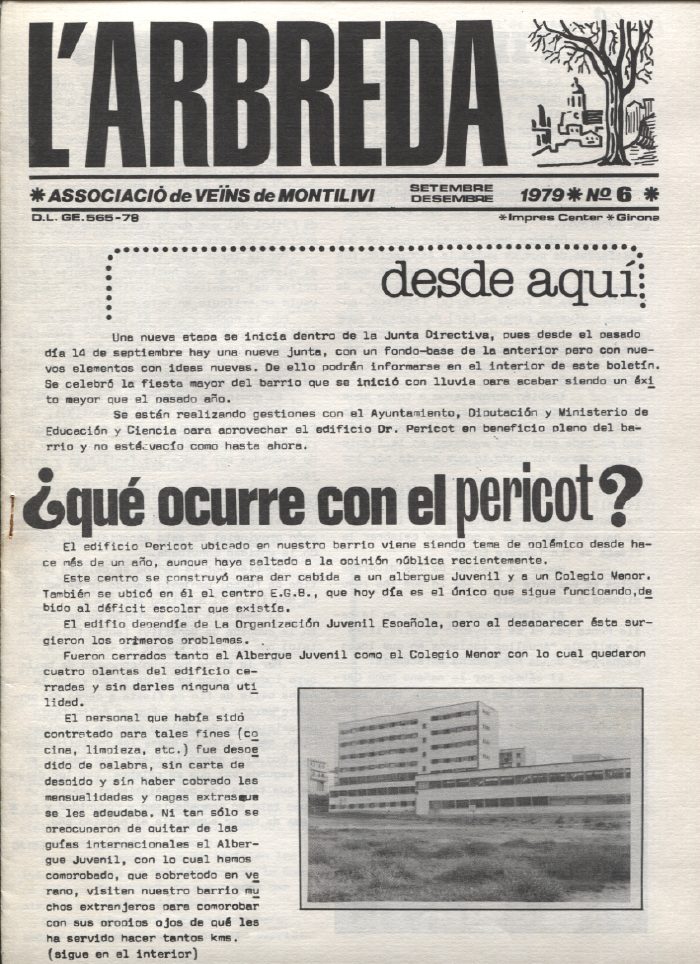 L'ARBREDA
* ASSOCIACIÒ de VEÏNS de MONTILIVI SETEMBRE DESEMBRE 1979 * Nº 6 *
D.L. GE.565-78 * Impres Center * Girona
desde aquí
Una nueva etapa se inicia dentro de la Junta Directiva, pues desde el pasado
día 14 de septiembre hay una nueva junta, con un fondo-base de la anterior pero con nue-
vos elementos con ideas nuevas. De ello podrán informarse en el interior de este boletín.
Se celebró la fiesta mayor del barrio que se inició con lluvia para acabar siendo un éxi
to mayor que el pasado año.
Se están realizando gestiones con el Ayuntamiento, Diputación y Ministerio de
Educación y Ciencia para aprovechar el edificio Dr. Pericot en beneficio pleno del ba-
rrio y no esté vacío como hasta ahora.
¿qué ocurre con el pericot?
El edificio Pericot ubicado en nuestro barrio viene siendo tema de polémico desde ha-
ce más de un año, aunque haya saltado a la opinión pública recientemente.
Este centro se construyó para dar cabida a un albergue Juvenil y a un Colegio Menor.
También se ubicó en él el centro E.G.B., que hoy día es el único que sigue funcioando,de
bido al déficit escolar que existía.
El edifio dependía de La Organización Juvenil Española, pero al desaparecer ésta sur-
gieron los primeros problemas.
Fueron cerrados tanto el Albergue Juvenil como el Colegio Menor con lo cual quedaron
cuatro plantas del edificio ce-
rradas y sin darles ninguna uti
lidad.
El personal que había sidó
contretado para tales fines (co
cina, limpieza, etc.) fue despe
dido de palabra, sin carta de
despido y sin haber cobrado las
mensualidades y pagas extras que
se les adeudaba. Ni tan sólo se
preocuparon de quitar de las
guías internacionales el Alber-
gue Juvenil, con lo cual hemos
comprobado, que sobretodo en ve
rano, visiten nuestro barrio mu
chos extranjeros para comprobar
con sus propios ojos de qué les
ha servido hacer tantos kms.
(sigue en el interior)